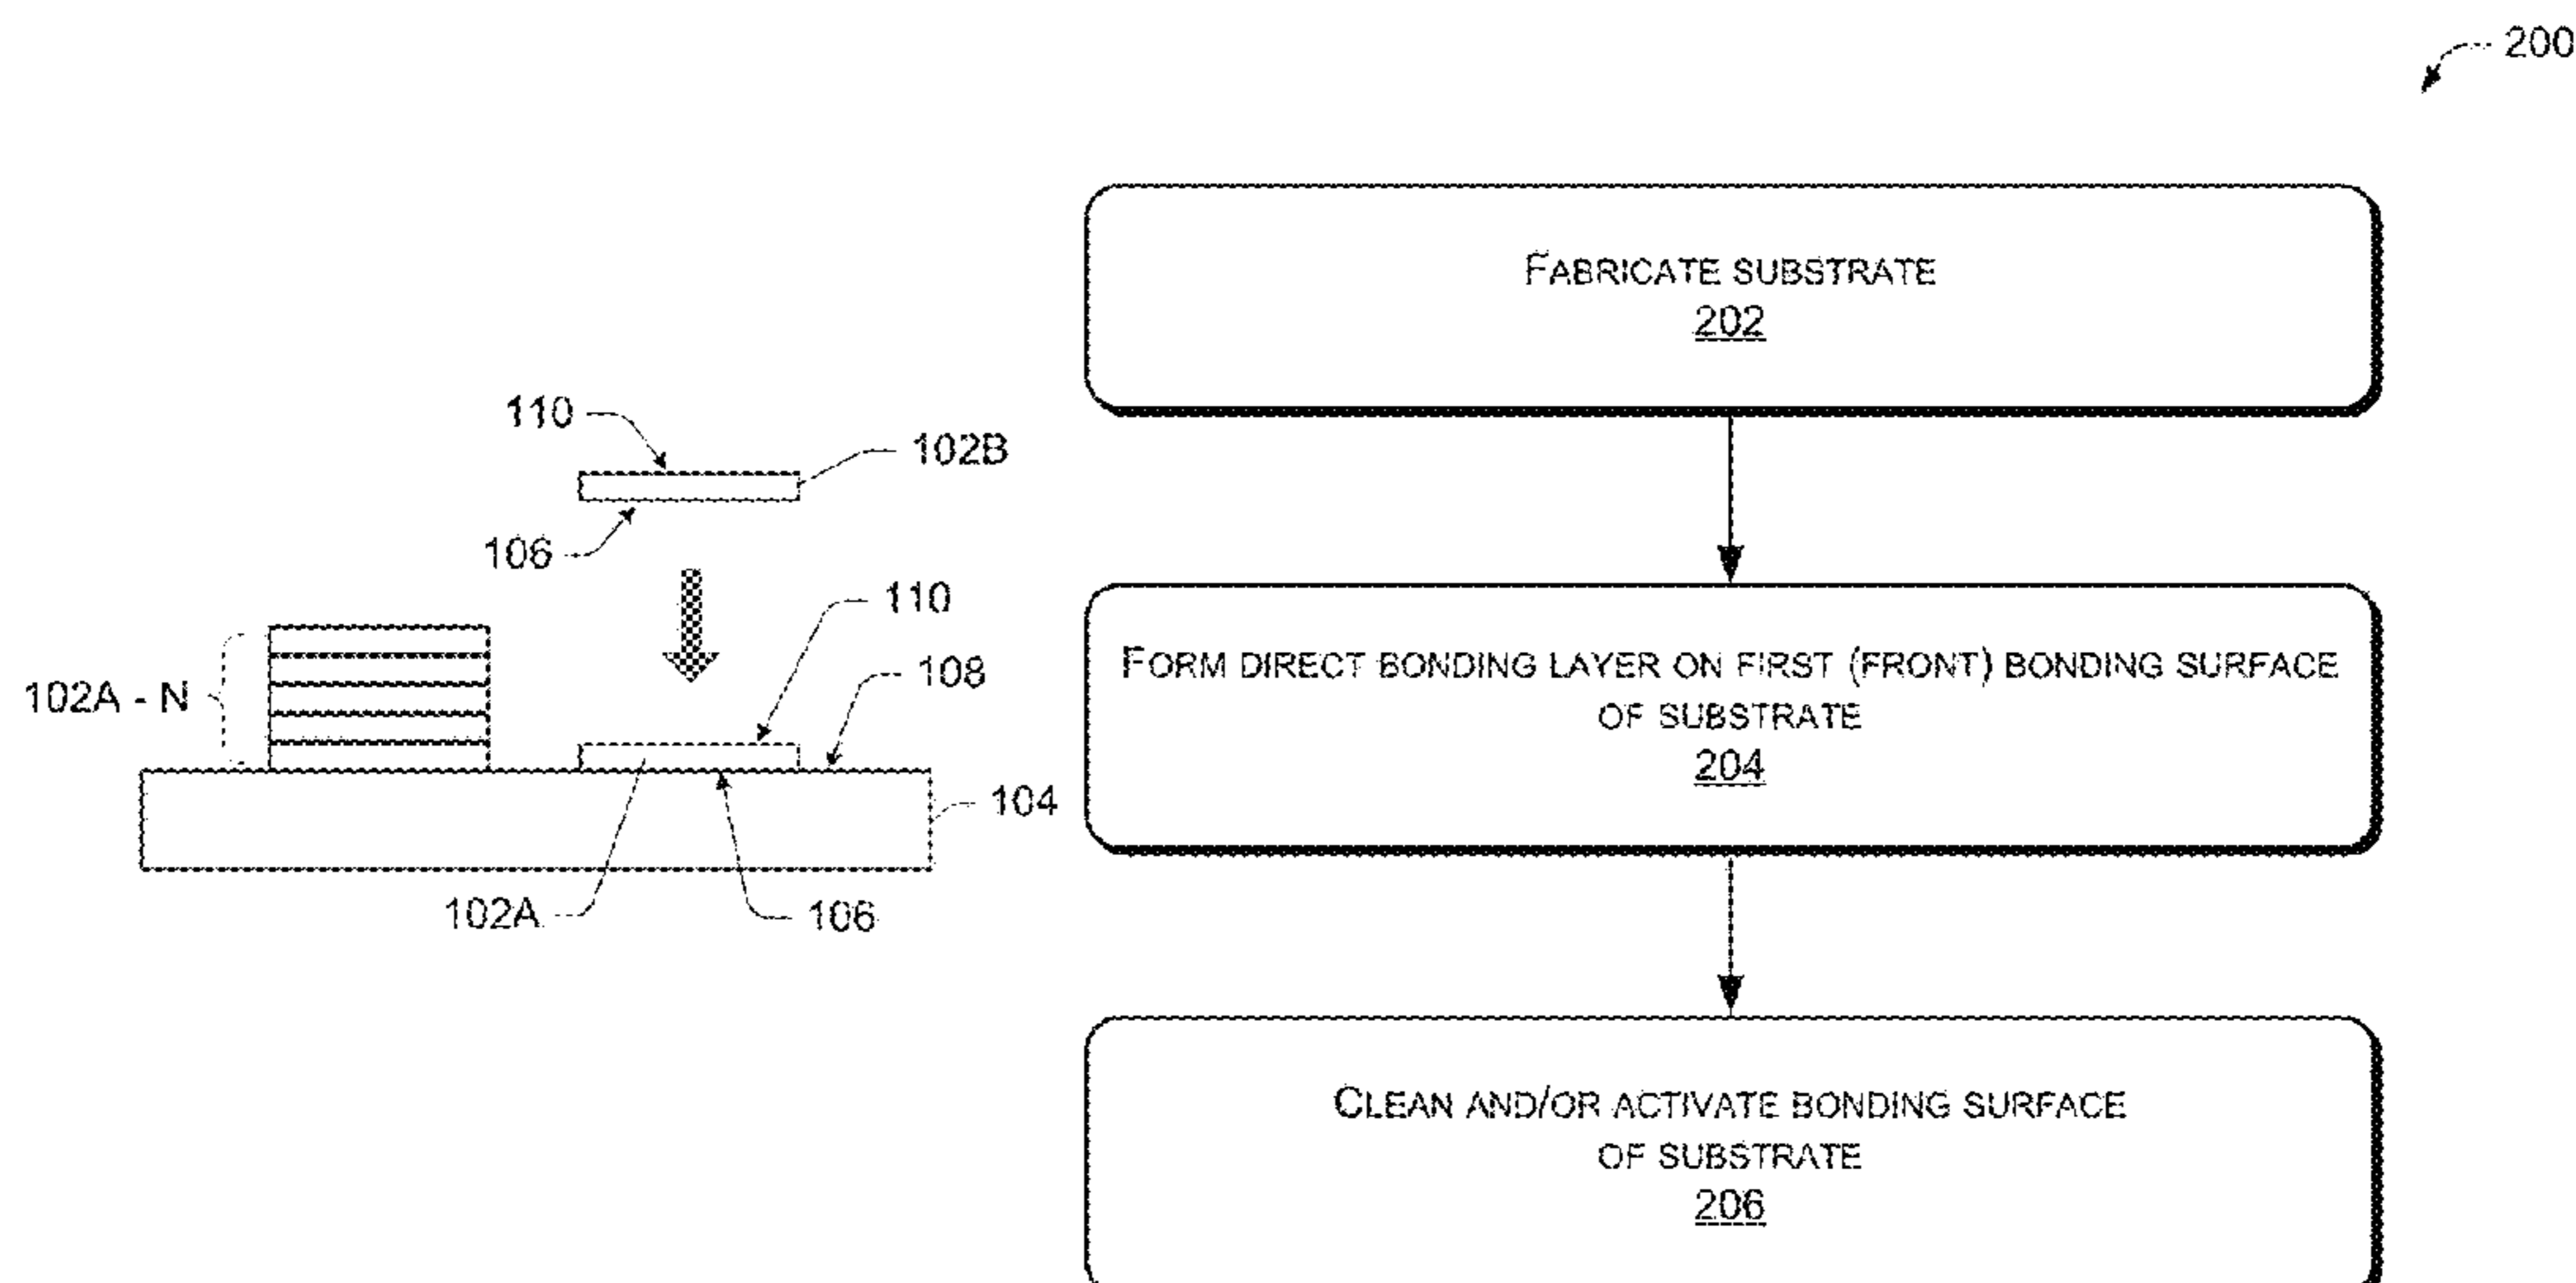 200
FABRICATE SUBSTRATE
202
110
102B
106
110
108
102A - N
104
102A
106
FORM DIRECT BONDING LAYER ON FIRST (FRONT) BONDING SURFACE
OF SUBSTRATE
204
CLEAN AND/OR ACTIVATE BONDING SURFACE
OF SUBSTRATE
206